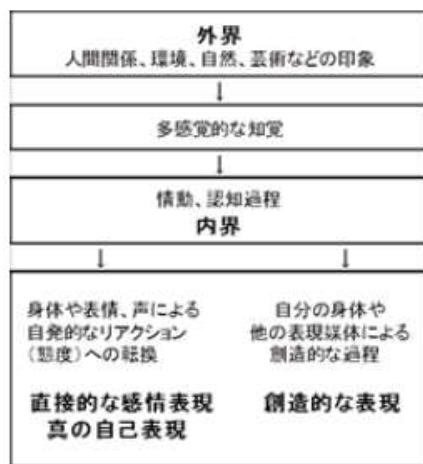 外界
人間関係、環境、自然、芸術などの印象
↓
多感覚的な知覚
↓
情動、認知過程
内界
↓ ↓
身体や表情、声による
自発的なリアクション
(態度)への転換
直接的な感情表現
真の自己表現
自分の身体や
他の表現媒体による
創造的な過程
創造的な表現